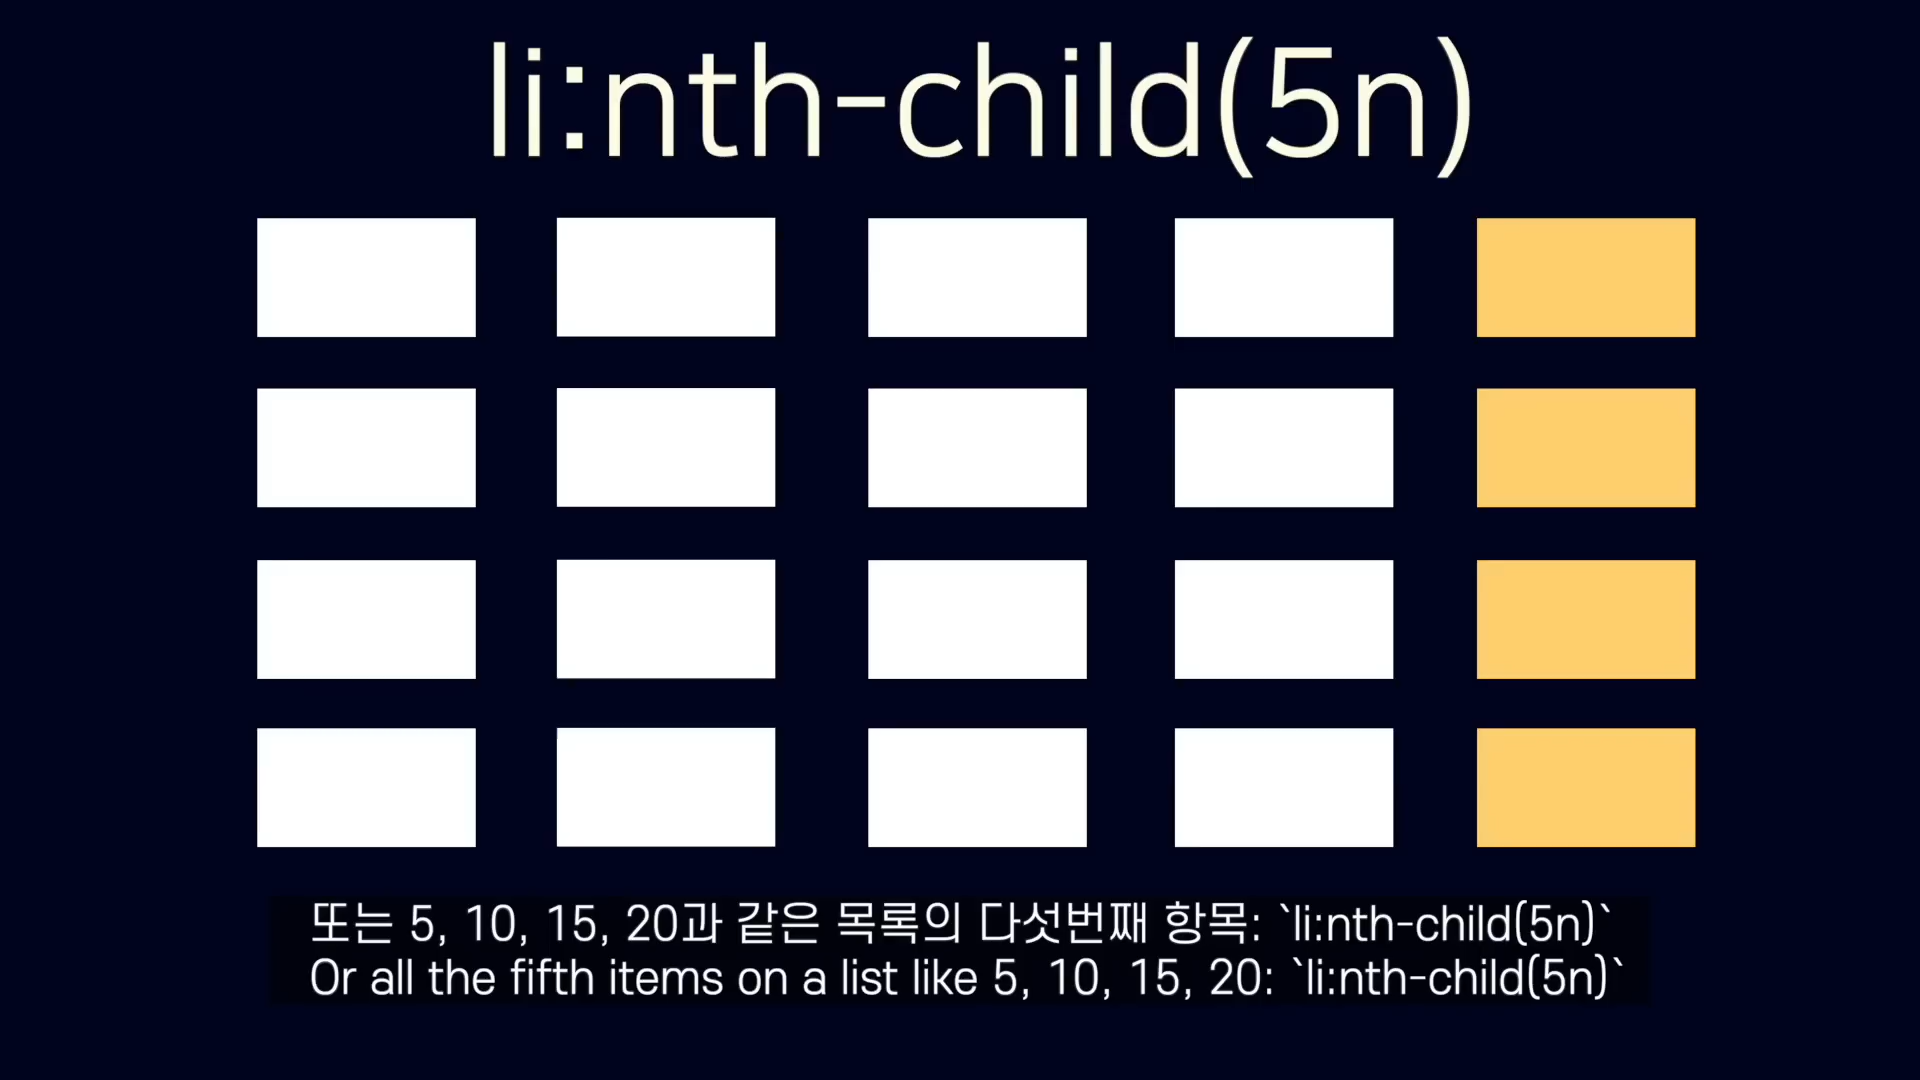 li:nth-child(5n)
또는 5, 10, 15, 20과 같은 목록의 다섯번째 항목: `li:nth-child(5n)`
Or all the fifth items on a list like 5, 10, 15, 20: `li:nth-child(5n)`